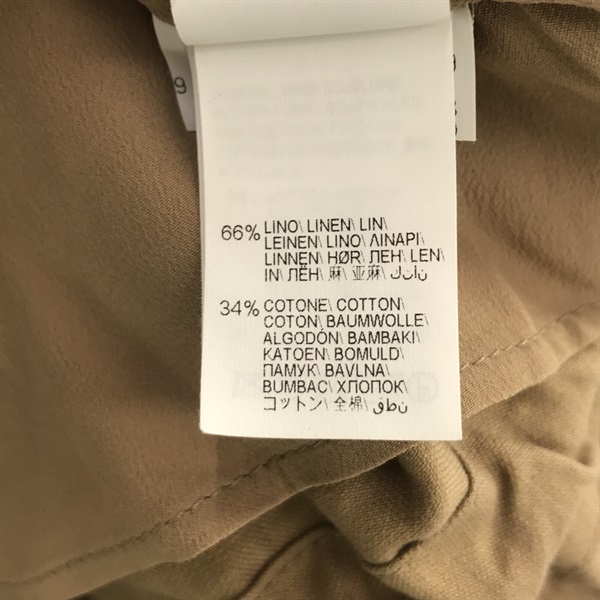 66% LINO\ LINEN\ LIN\
LEINEN\ LINO\ ΛΙΝΑΡΙ\
LINNEN\ HØR\ ЛЕН\ LEN\
IN\ ЛЁН\ 麻\ 亚麻\ كتان\
34% COTONE\ COTTON\
COTON\ BAUMWOLLE\
ALGODÓN\ BAMBAKI\
KATOEN\ BOMULD\
ПАМУК\ BAVLNA\
BUMBAC\ ХЛОПОК\
コットン\ 全棉\ قطن\